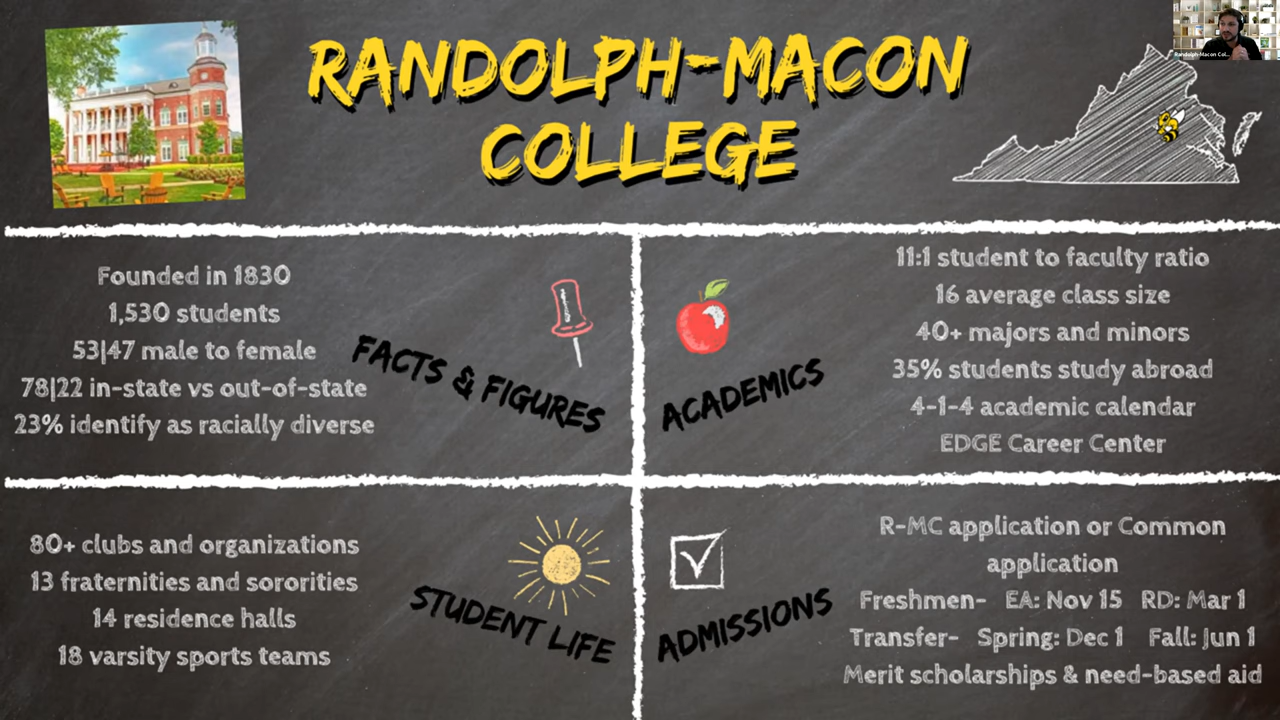 RANDOLPH-MACON
COLLEGE
Randolph-Macon Col...
Founded in 1830
1,530 students
53|47 male to female
78|22 in-state vs out-of-state
23% identify as racially diverse
FACTS & FIGURES
ACADEMICS
11:1 student to faculty ratio
16 average class size
40+ majors and minors
35% students study abroad
4-1-4 academic calendar
EDGE Career Center
80+ clubs and organizations
13 fraternities and sororities
14 residence halls
18 varsity sports teams
STUDENT LIFE
ADMISSIONS
R-MC application or Common
application
Freshmen- EA: Nov 15 RD: Mar 1
Transfer- Spring: Dec 1 Fall: Jun 1
Merit scholarships & need-based aid